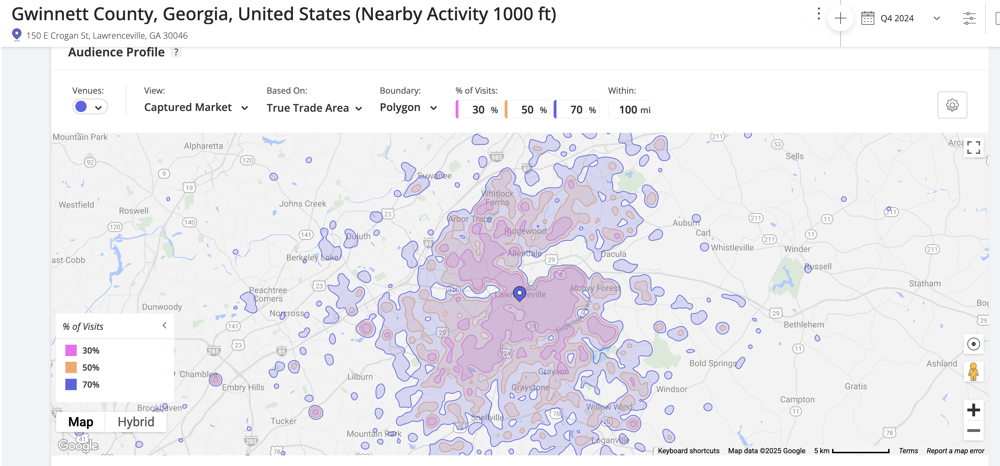 Gwinnett County, Georgia, United States (Nearby Activity 1000 ft)
150 E Crogan St, Lawrenceville, GA 30046
Q4 2024
Audience Profile ?
Venues:
View:
Captured Market
Based On:
True Trade Area
Boundary:
Polygon
% of Visits:
30 %
50 %
70 %
Within:
100 mi
Mountain Park
Alpharetta
211
53
Arca
92
120
985
Sells
9
85
19
Suwanee
Westfield
Johns Creek
Whitlock
Farms
Roswell
23
211
140
Arbor Trace
211
11
120
Auburn
141
Duluth
Ridgewood
Carl
11
85
211
ast Cobb
Berkeley Lake
Allendale
29
Dacula
Whistleville
Winder
211
Russell
8
23
316
Alcovy Forest
Statham
Peachtree
Corners
Dunwoody
Norcross
Bog
29
29
Sugarloaf Pkwy
141
20
Bethlehem
29
23
285
85
124
11
Bold Springs
Ashland
Chamblee
Lilburn
Grayson
Embry Hills
Graystone
Windsor
Gratis
Campton
Brookhaven
Willow Wind
11
75
Tucker
Snellville
78
20
78
Mountain Park
78
41
285
Loganville
78
% of Visits
30%
50%
70%
Map
Hybrid
Google
Keyboard shortcuts
Map data ©2025 Google
5 km
Terms
Report a map error